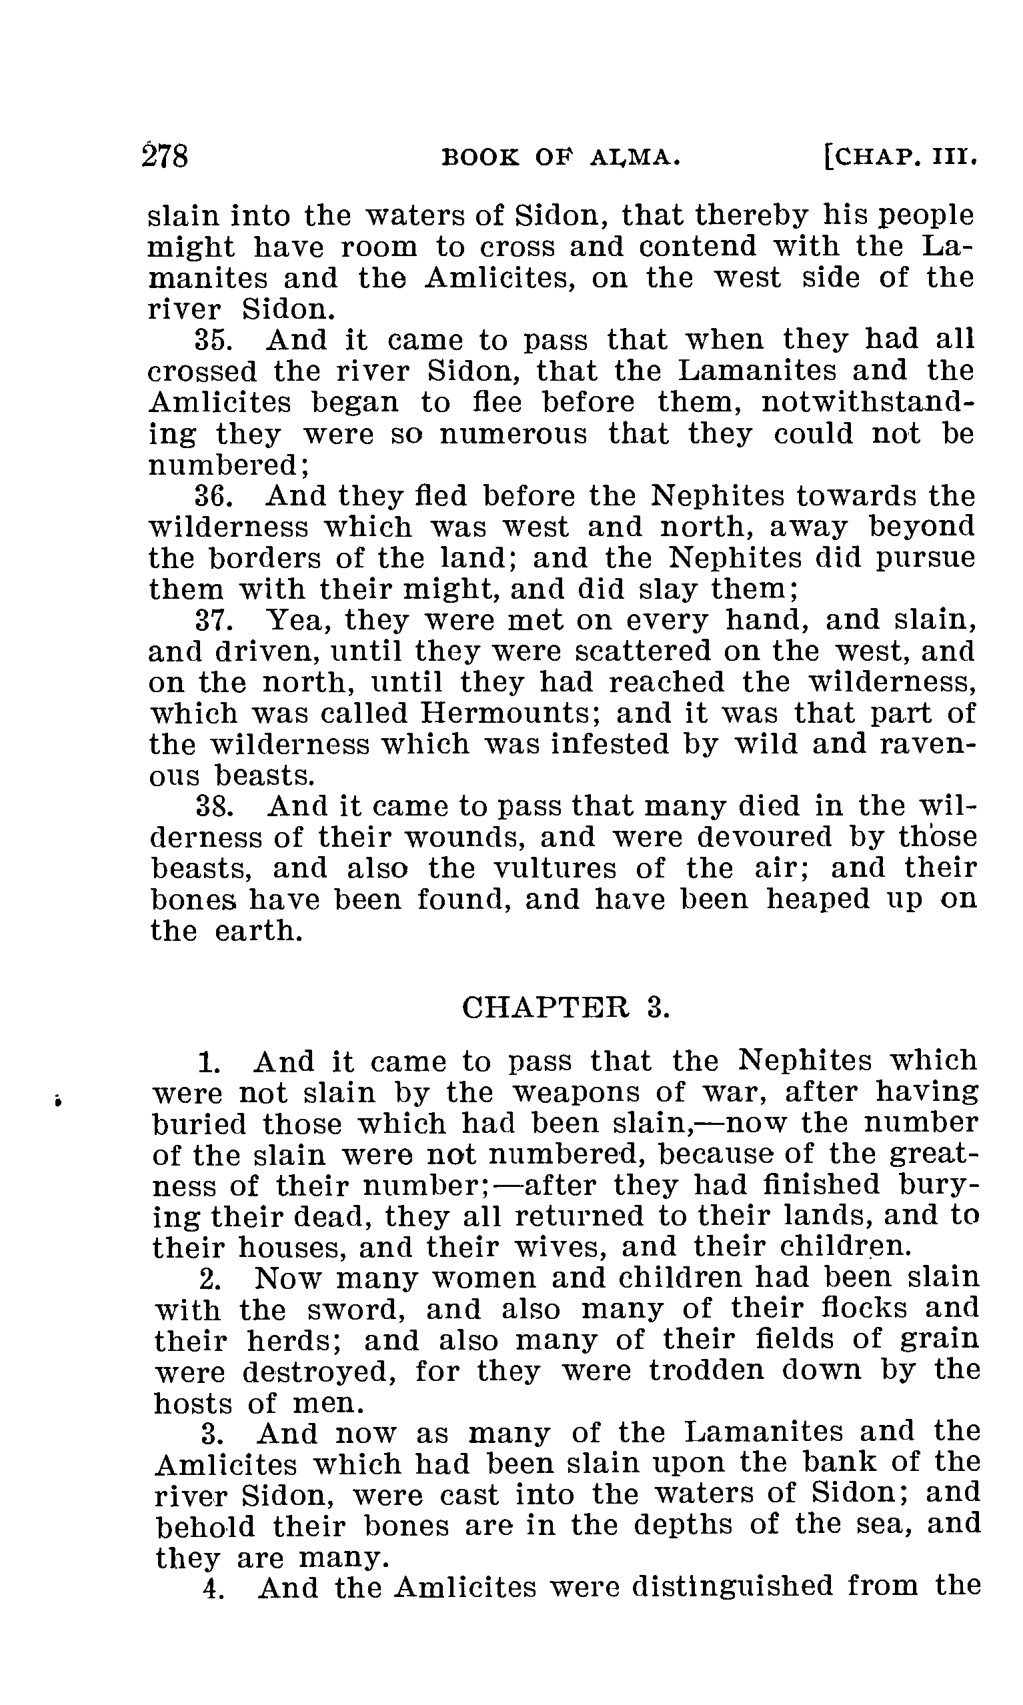 278 BOOK OF ALMA. [CHAP. III.
slain into the waters of Sidon, that thereby his people
might have room to cross and contend with the La-
manites and the Amlicites, on the west side of the
river Sidon.
35. And it came to pass that when they had all
crossed the river Sidon, that the Lamanites and the
Amlicites began to flee before them, notwithstand-
ing they were so numerous that they could not be
numbered;
36. And they fled before the Nephites towards the
wilderness which was west and north, away beyond
the borders of the land; and the Nephites did pursue
them with their might, and did slay them;
37. Yea, they were met on every hand, and slain,
and driven, until they were scattered on the west, and
on the north, until they had reached the wilderness,
which was called Hermounts; and it was that part of
the wilderness which was infested by wild and raven-
ous beasts.
38. And it came to pass that many died in the wil-
derness of their wounds, and were devoured by those
beasts, and also the vultures of the air; and their
bones have been found, and have been heaped up on
the earth.
CHAPTER 3.
1. And it came to pass that the Nephites which
were not slain by the weapons of war, after having
buried those which had been slain,—now the number
of the slain were not numbered, because of the great-
ness of their number;—after they had finished bury-
ing their dead, they all returned to their lands, and to
their houses, and their wives, and their children.
2. Now many women and children had been slain
with the sword, and also many of their flocks and
their herds; and also many of their fields of grain
were destroyed, for they were trodden down by the
hosts of men.
3. And now as many of the Lamanites and the
Amlicites which had been slain upon the bank of the
river Sidon, were cast into the waters of Sidon; and
behold their bones are in the depths of the sea, and
they are many.
4. And the Amlicites were distinguished from the